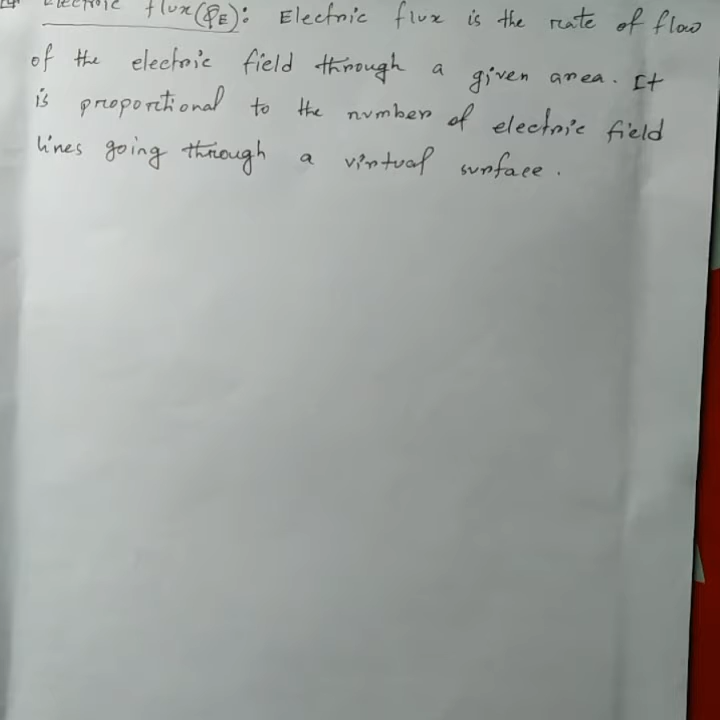 Electric flux(ΦE): Electric flux is the rate of flow
of the electric field through a given area. It
is proportional to the number of electric field
lines going through a virtual surface.